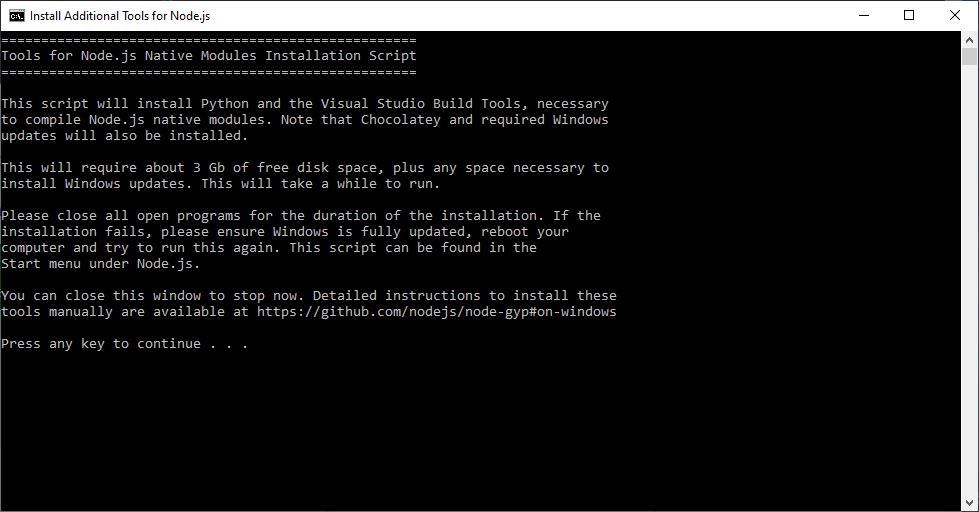 Install Additional Tools for Node.js
====================================================
Tools for Node.js Native Modules Installation Script
====================================================
This script will install Python and the Visual Studio Build Tools, necessary
to compile Node.js native modules. Note that Chocolatey and required Windows
updates will also be installed.
This will require about 3 Gb of free disk space, plus any space necessary to
install Windows updates. This will take a while to run.
Please close all open programs for the duration of the installation. If the
installation fails, please ensure Windows is fully updated, reboot your
computer and try to run this again. This script can be found in the
Start menu under Node.js.
You can close this window to stop now. Detailed instructions to install these
tools manually are available at https://github.com/nodejs/node-gyp#on-windows
Press any key to continue . . .